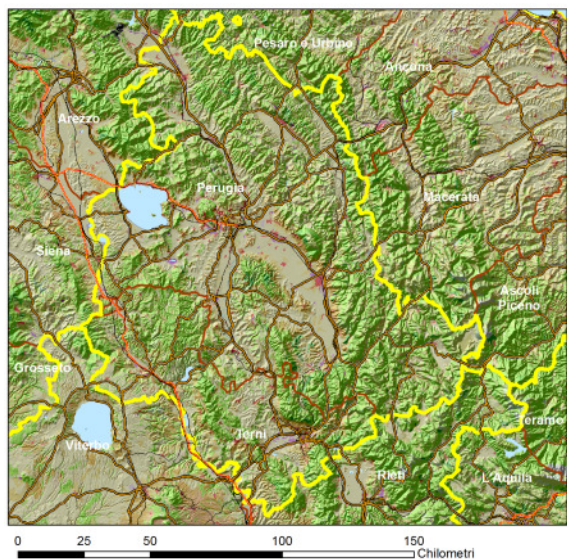 Pesaro e Urbino
Ancona
Arezzo
Perugia
Macerata
Siena
Ascoli
Piceno
Grosseto
Viterbo
Terni
Teramo
Rieti
L'Aquila
0 25 50 100 150
Chilometri